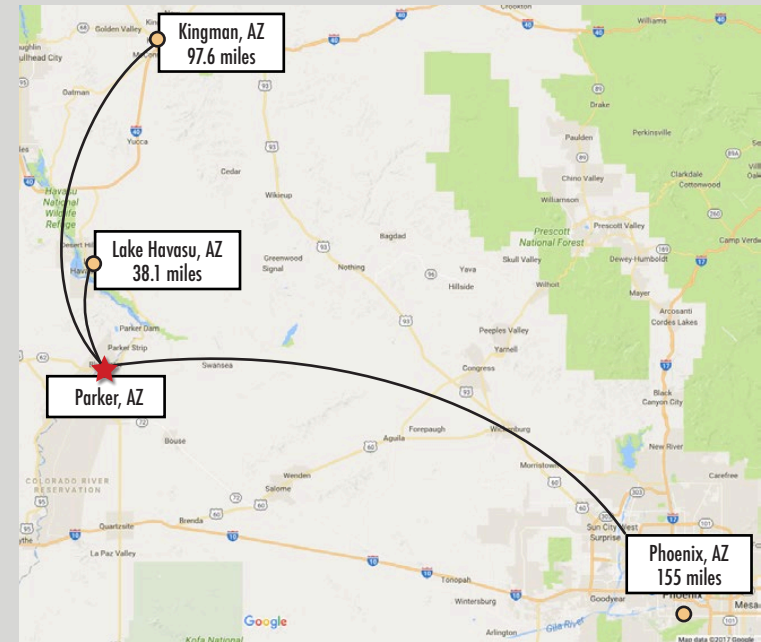 Crookton
Golden Valley
Kingman, AZ
97.6 miles
Williams
ullhead City
Oatman
Drake
Yucca
Paulden
Perkinsville
Cedar
Chino Valley
Clarkdale
Cottonwood
Havasu
National
Wildlife
Refuge
Wikieup
Williamson
Prescott
National Forest
Prescott Valley
Bagdad
Dewey-Humboldt
Camp Verde
Desert Hi
Lake Havasu, AZ
38.1 miles
Greenwood
Signal
Nothing
Yava
Hillside
Skull Valley
Wilhoit
Mayer
Arcosanti
Cordes Lakes
Parker Dam
Parker Strip
Peeples Valley
Yarnell
Swansea
Congress
Parker, AZ
Black
Canyon City
Bouse
Aguila
Forepaugh
Wickenburg
New River
Morristown
Carefree
COLORADO RIVER
RESERVATION
Wenden
Salome
Quartzsite
Brenda
Sun City West
Surprise
La Paz Valley
Phoenix, AZ
155 miles
Tonopah
Wintersburg
Goodyear
Phoenix
Mesa
Google
Gila River
Arlington
Kofa National
Map data ©2017 Google